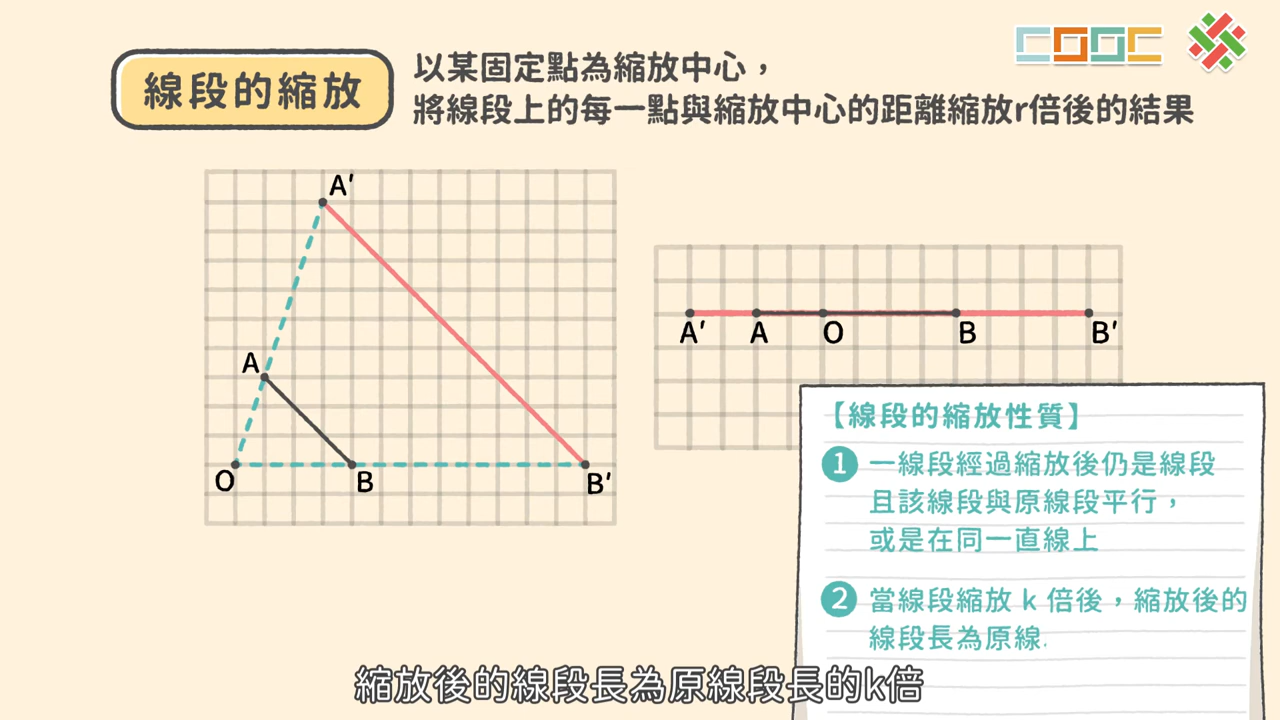 COOC
線段的縮放
以某固定點為縮放中心，
將線段上的每一點與縮放中心的距離縮放r倍後的結果
A′
A
O
B
B′
A′
A
O
B
B′
【線段的縮放性質】
1 一線段經過縮放後仍是線段
且該線段與原線段平行，
或是在同一直線上
2 當線段縮放 k 倍後，縮放後的
線段長為原線
縮放後的線段長為原線段長的k倍